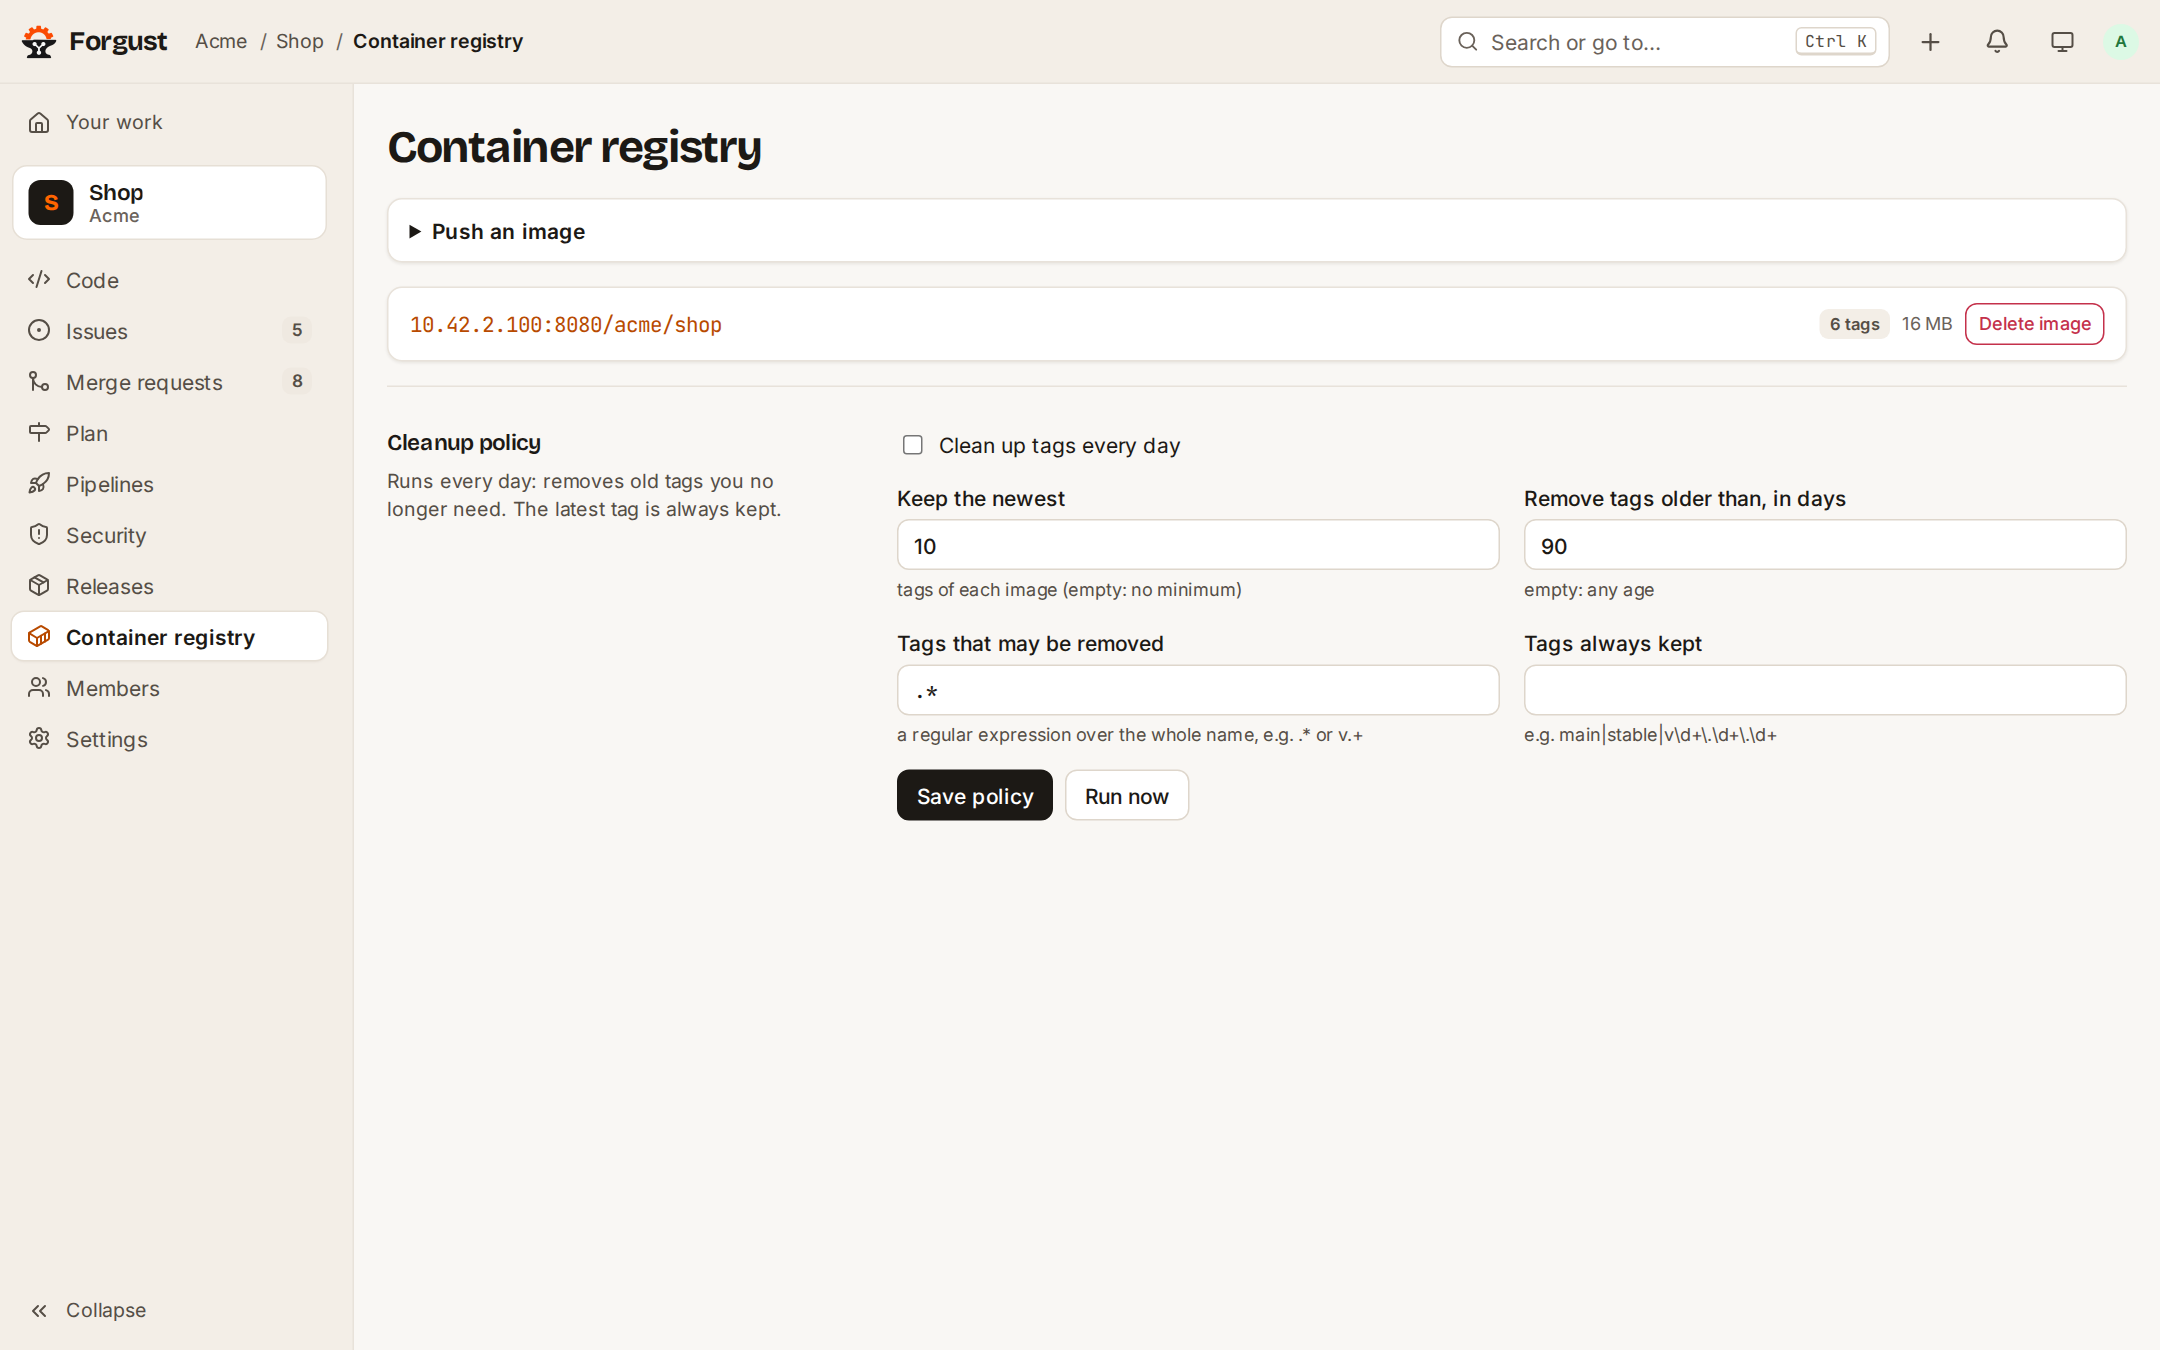 Forgust
Acme / Shop / Container registry
Search or go to...
Ctrl K
A
Your work
S
Shop
Acme
Code
Issues 5
Merge requests 8
Plan
Pipelines
Security
Releases
Container registry
Members
Settings
Collapse
Container registry
Push an image
10.42.2.100:8080/acme/shop
6 tags 16 MB Delete image
Cleanup policy
Runs every day: removes old tags you no
longer need. The latest tag is always kept.
Clean up tags every day
Keep the newest
10
tags of each image (empty: no minimum)
Remove tags older than, in days
90
empty: any age
Tags that may be removed
.*
a regular expression over the whole name, e.g. .* or v.+
Tags always kept
e.g. main|stable|v\d+\.\d+\.\d+
Save policy
Run now